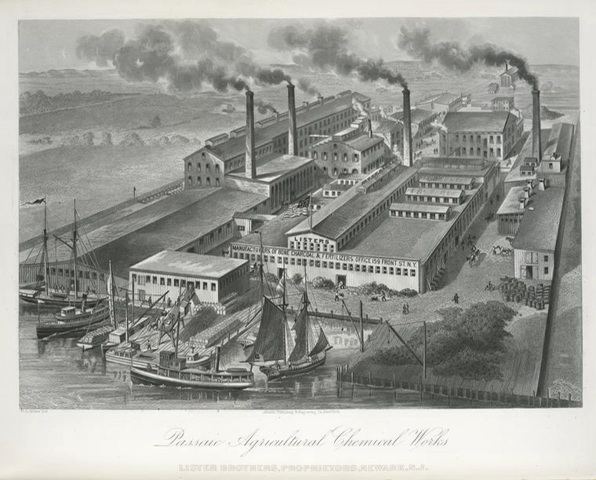 LISTER'S
MANUFACTURERS OF BONE CHARCOAL & FERTILIZERS OFFICE 159 FRONT ST. N.Y.
Passaic Agricultural Chemical Works
LISTER BROTHERS, PROPRIETORS, NEWARK, N.J.